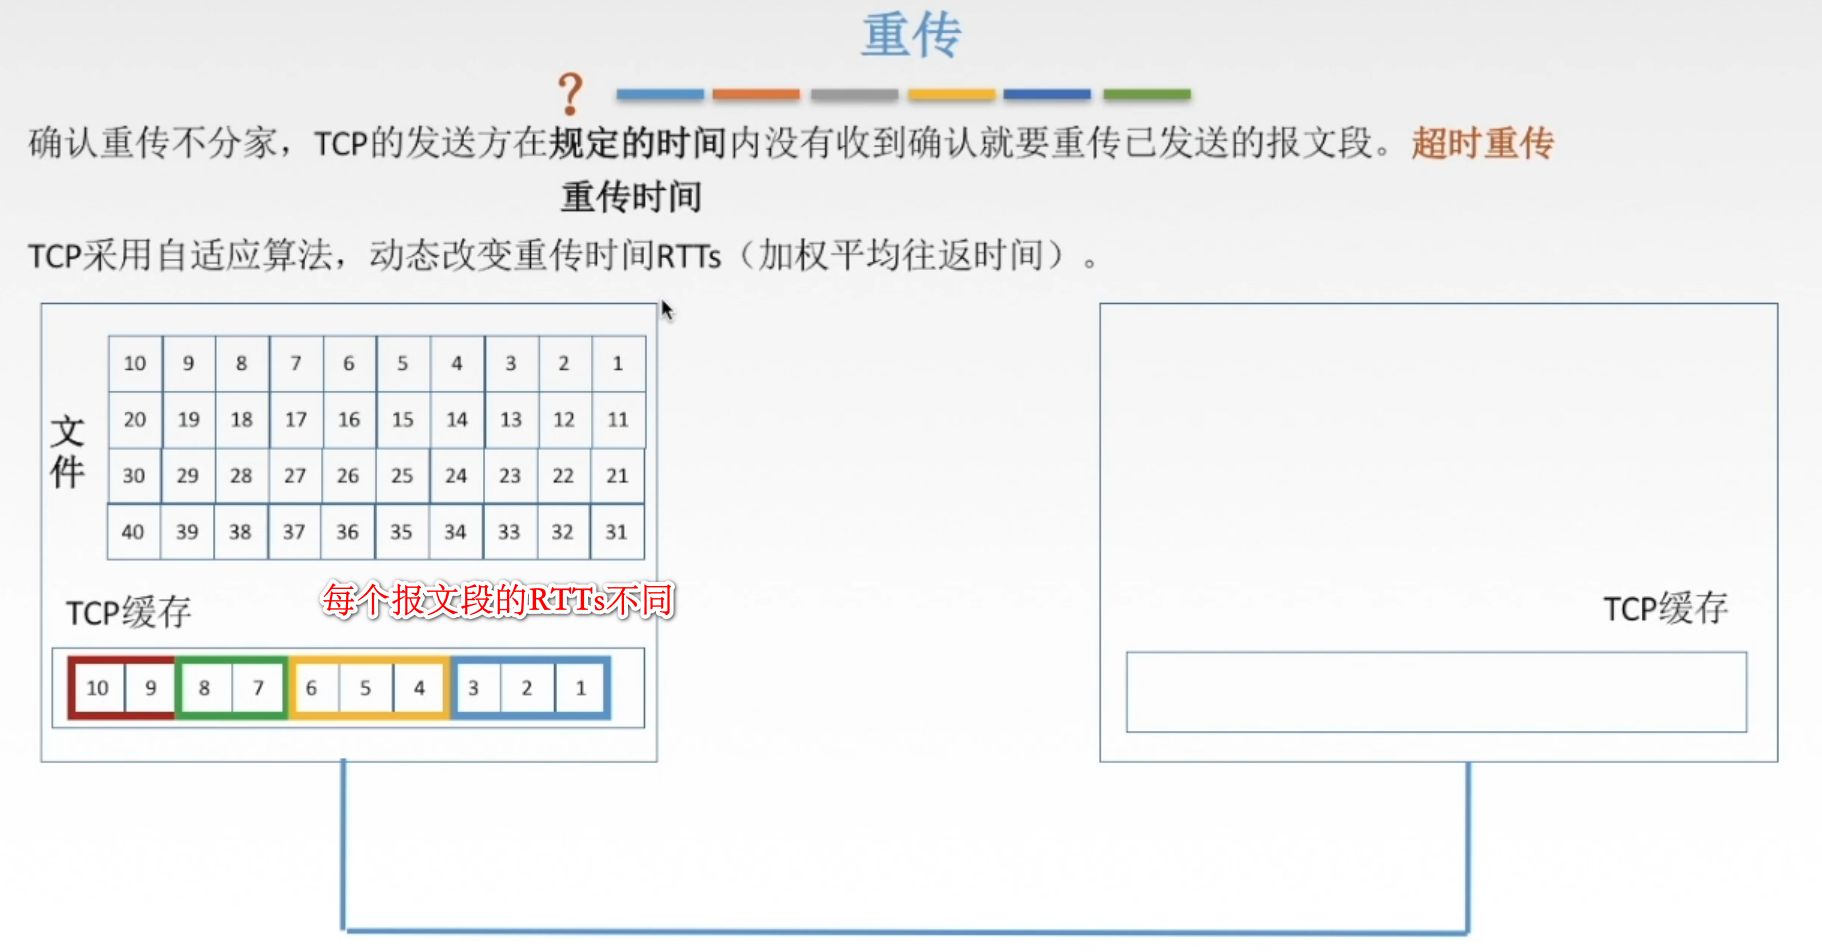 重传
?
确认重传不分家，TCP的发送方在规定的时间内没有收到确认就要重传已发送的报文段。超时重传
重传时间
TCP采用自适应算法，动态改变重传时间RTTs（加权平均往返时间）。
文件
10 9 8 7 6 5 4 3 2 1
20 19 18 17 16 15 14 13 12 11
30 29 28 27 26 25 24 23 22 21
40 39 38 37 36 35 34 33 32 31
每个报文段的RTTs不同
TCP缓存
10 9 8 7 6 5 4 3 2 1
TCP缓存